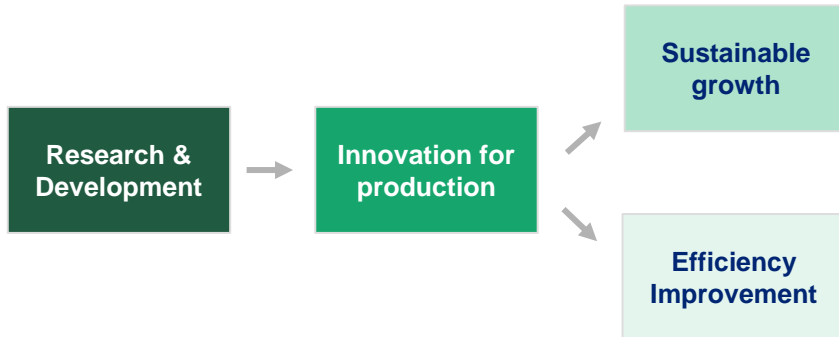 Research &
Development
Innovation for
production
Sustainable
growth
Efficiency
Improvement